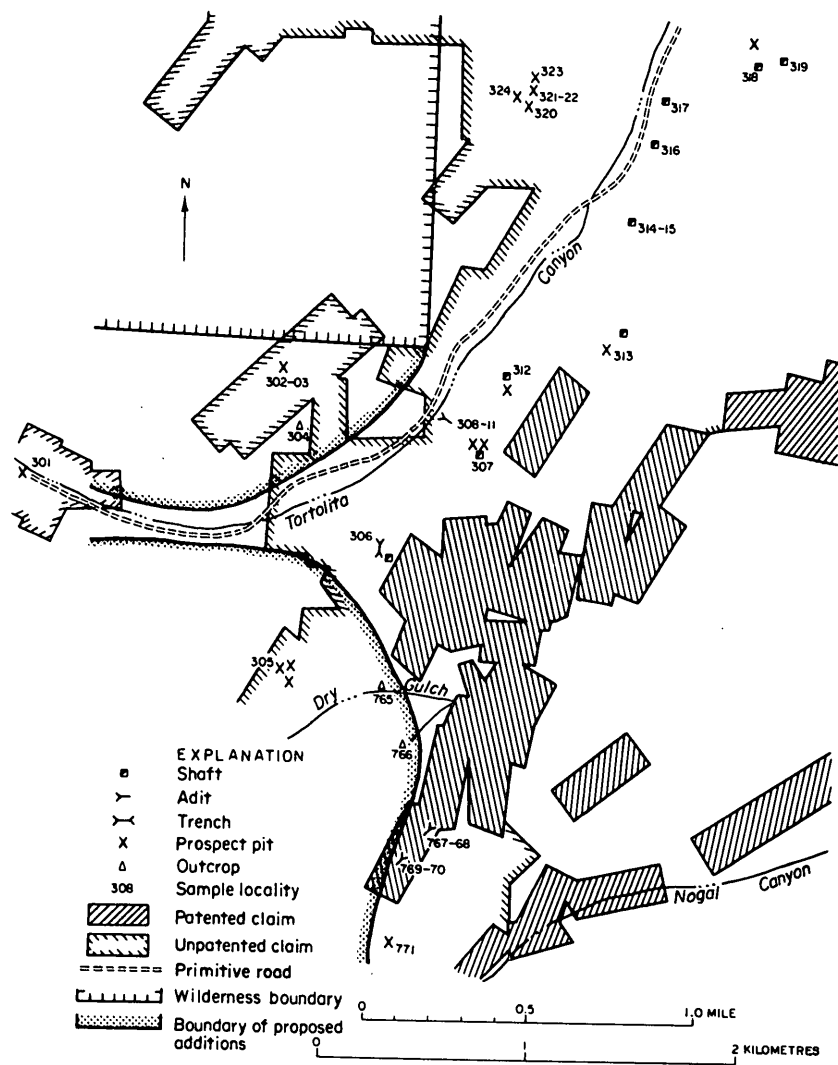 323
318
319
324
321-22
320
317
316
N
314-15
Canyon
313
302-03
312
304
308-11
307
301
Tortolita
306
305
Dry Gulch
765
766
767-68
769-70
Nogal Canyon
771
EXPLANATION
Shaft
Adit
Trench
Prospect pit
Outcrop
308 Sample locality
Patented claim
Unpatented claim
Primitive road
Wilderness boundary
Boundary of proposed
additions
0 0.5 1.0 MILE
0 2 KILOMETRES